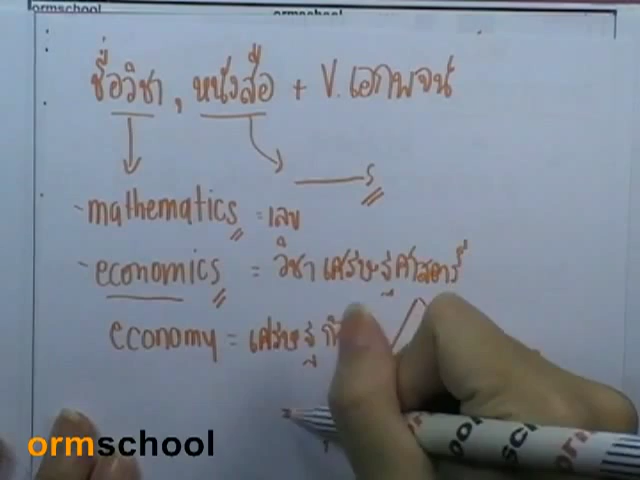 ormschool
ormschool
ชื่อวิชา, หนังสือ + V. เอกพจน์
s
- mathematics = เลข
- economics = วิชาเศรษฐศาสตร์
economy = เศรษฐกิ
ormschool